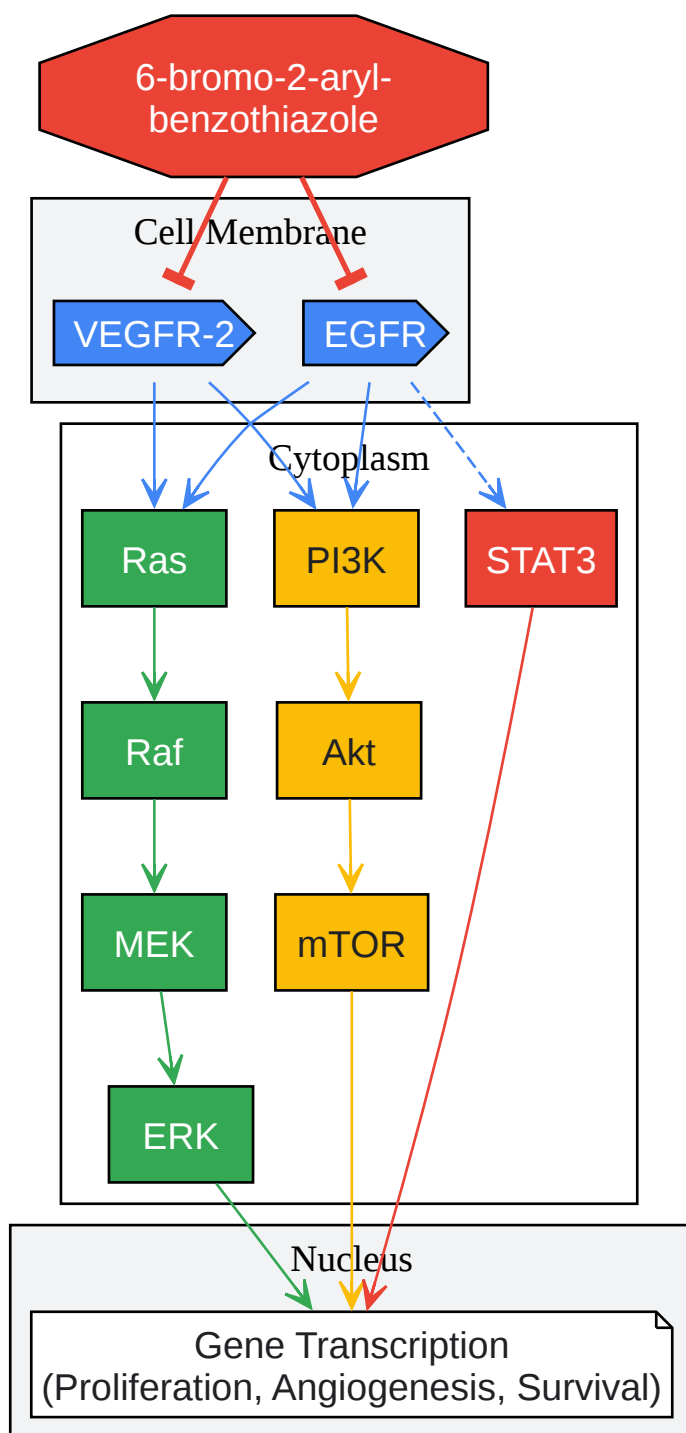 6-bromo-2-aryl-
benzothiazole
Cell Membrane
VEGFR-2
EGFR
Cytoplasm
Ras
PI3K
STAT3
Raf
Akt
MEK
mTOR
ERK
Nucleus
Gene Transcription
(Proliferation, Angiogenesis, Survival)